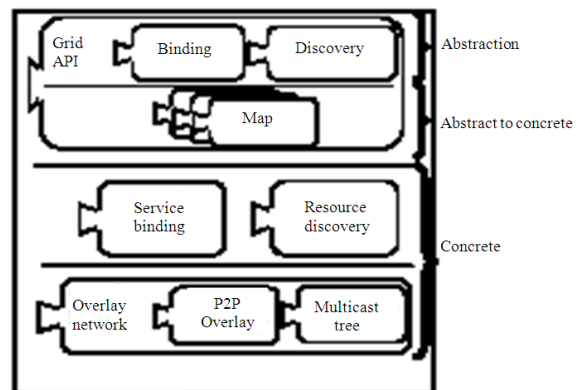 Grid
API
Binding
Discovery
Abstraction
Map
Abstract to concrete
Service
binding
Resource
discovery
Concrete
Overlay
network
P2P
Overlay
Multicast
tree